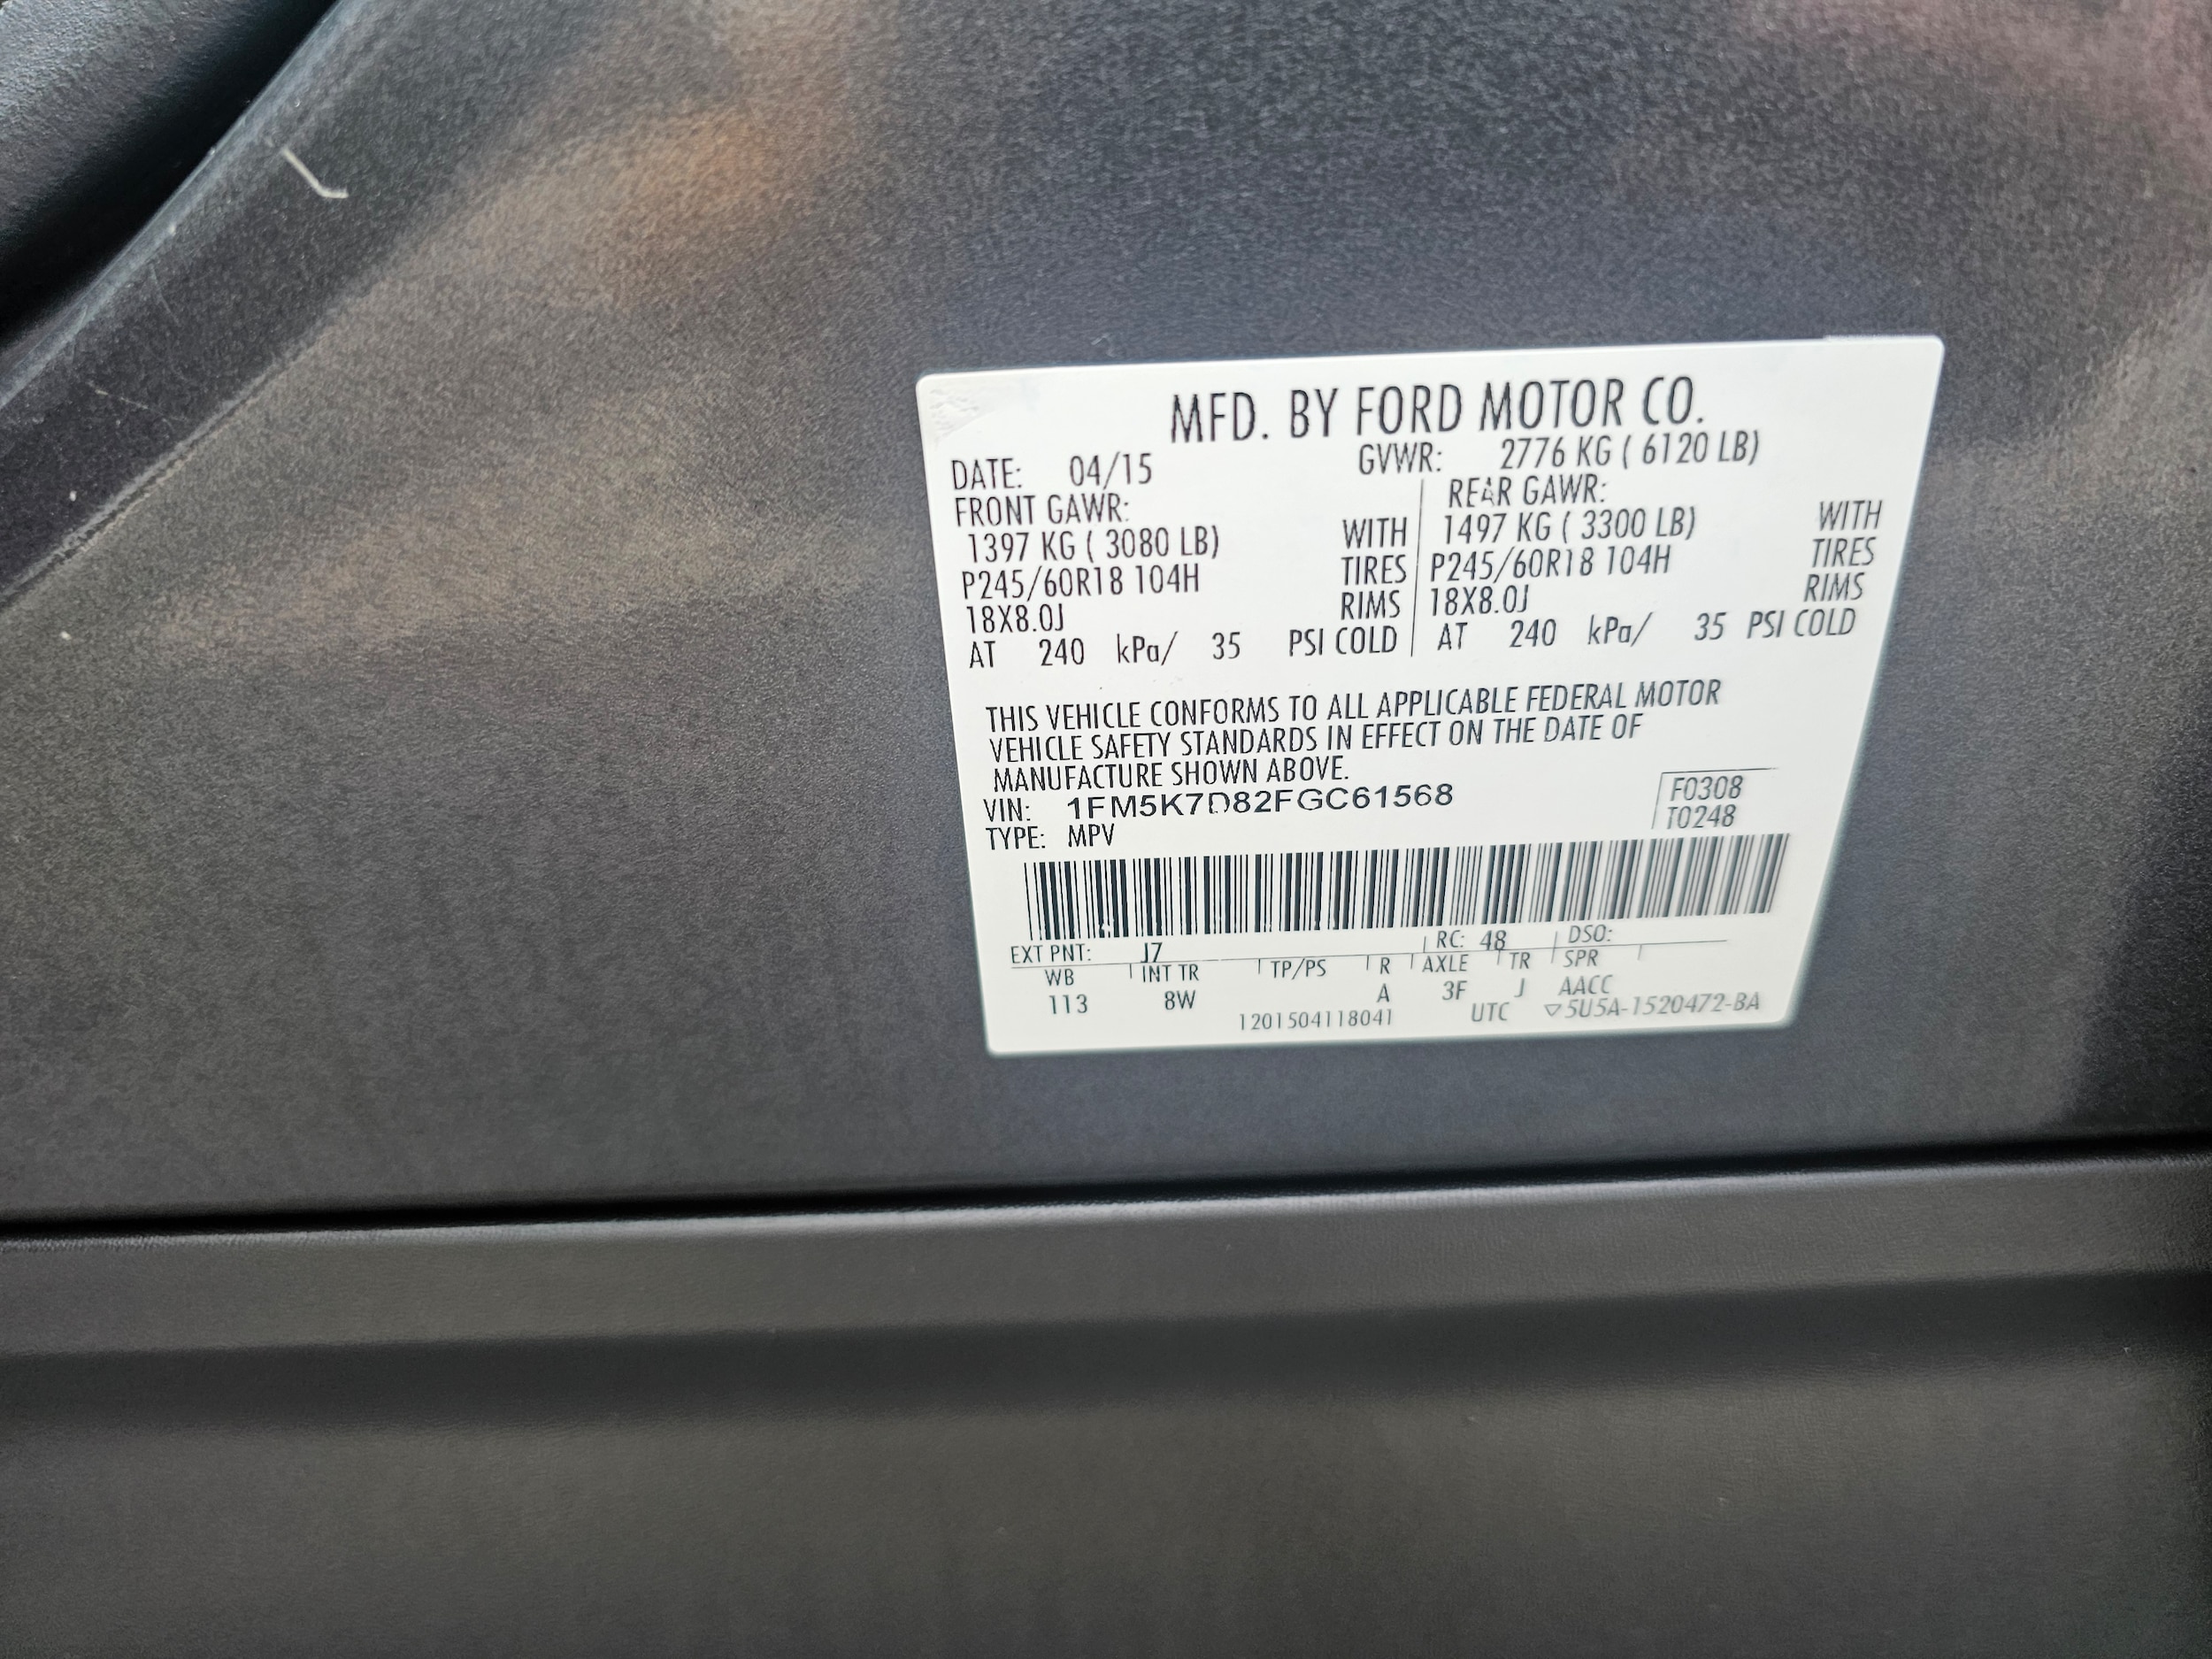 MFD. BY FORD MOTOR CO.
DATE: 04/15 GVWR: 2776 KG ( 6120 LB)
FRONT GAWR: REAR GAWR:
1397 KG ( 3080 LB) WITH 1497 KG ( 3300 LB) WITH
P245/60R18 104H TIRES P245/60R18 104H TIRES
18X8.0J RIMS 18X8.0J RIMS
AT 240 kPa/ 35 PSI COLD AT 240 kPa/ 35 PSI COLD
THIS VEHICLE CONFORMS TO ALL APPLICABLE FEDERAL MOTOR
VEHICLE SAFETY STANDARDS IN EFFECT ON THE DATE OF
MANUFACTURE SHOWN ABOVE.
VIN: 1FM5K7D82FGC61568 F0308
TYPE: MPV T0248
EXT PNT: J7 RC: 48 DSO:
WB INT TR TP/PS R AXLE TR SPR
113 8W A 3F J AACC
1201504118041 UTC ▽5U5A-1520472-BA